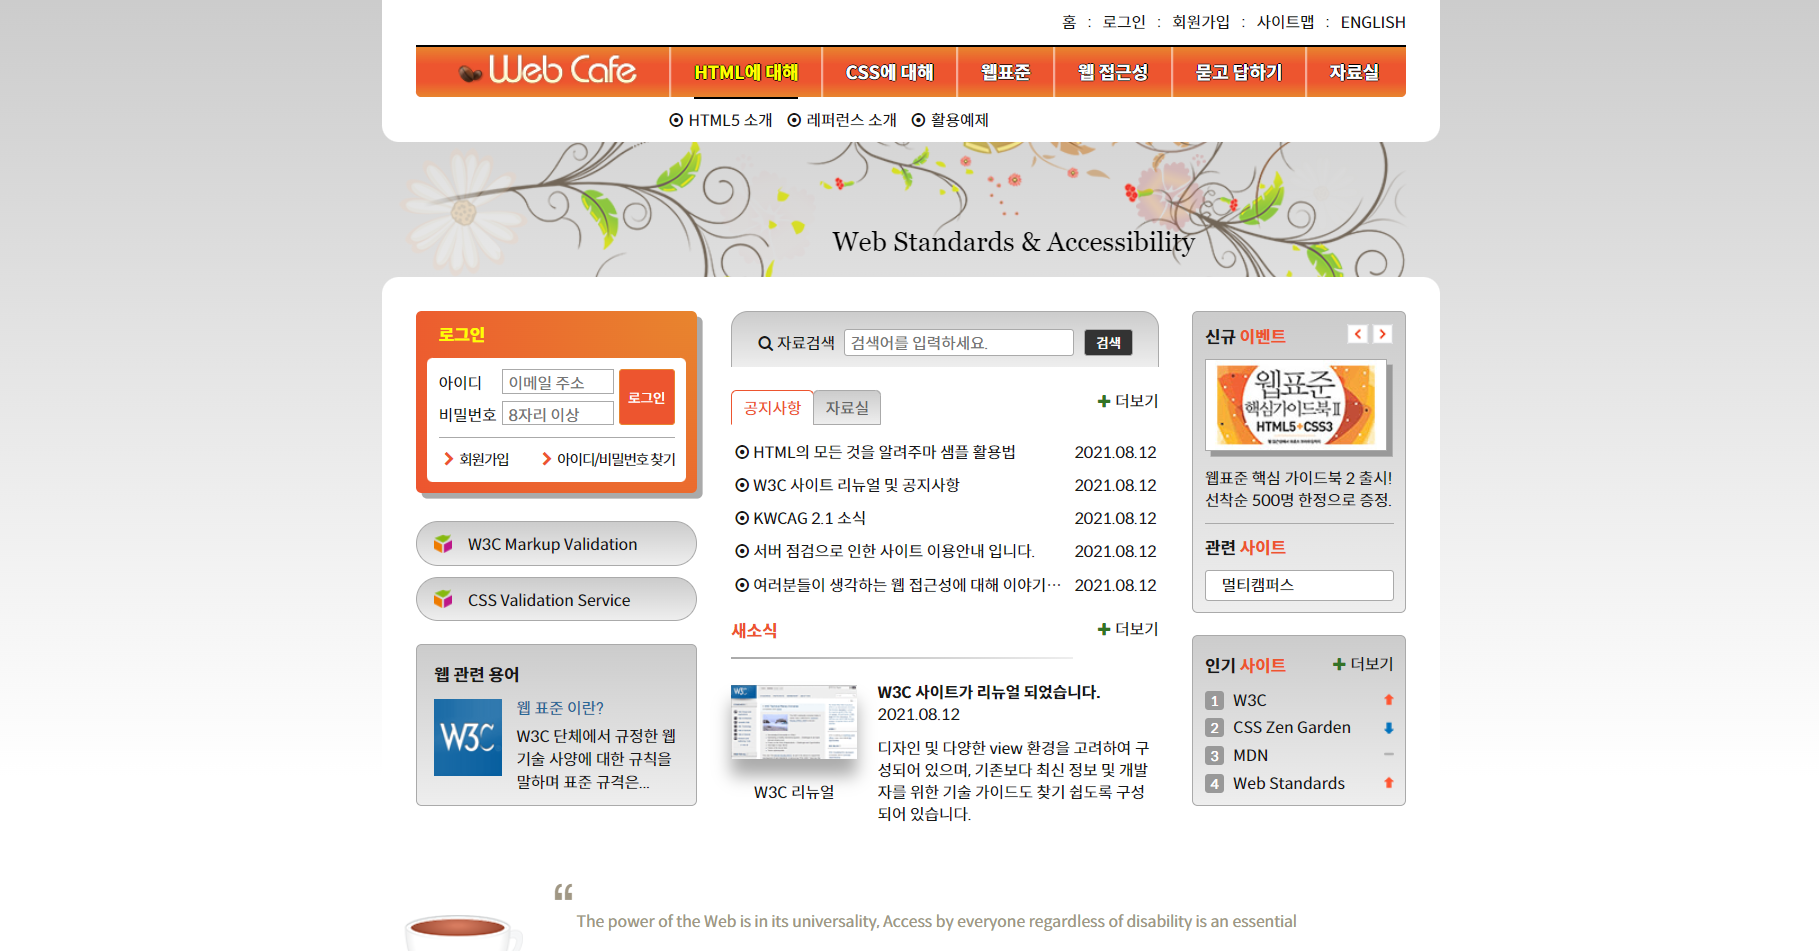 홈 : 로그인 : 회원가입 : 사이트맵 : ENGLISH
Web Cafe HTML에 대해 CSS에 대해 웹표준 웹 접근성 묻고 답하기 자료실
HTML5 소개 레퍼런스 소개 활용예제
Web Standards & Accessibility
로그인
아이디 이메일 주소
비밀번호 8자리 이상
로그인
회원가입 아이디/비밀번호 찾기
W3C Markup Validation
CSS Validation Service
웹 관련 용어
W3C
웹 표준 이란?
W3C 단체에서 규정한 웹
기술 사양에 대한 규칙을
말하며 표준 규격은...
자료검색 검색어를 입력하세요. 검색
공지사항 자료실 더보기
HTML의 모든 것을 알려주마 샘플 활용법 2021.08.12
W3C 사이트 리뉴얼 및 공지사항 2021.08.12
KWCAG 2.1 소식 2021.08.12
서버 점검으로 인한 사이트 이용안내 입니다. 2021.08.12
여러분들이 생각하는 웹 접근성에 대해 이야기… 2021.08.12
새소식 더보기
W3C
W3C 리뉴얼
W3C 사이트가 리뉴얼 되었습니다.
2021.08.12
디자인 및 다양한 view 환경을 고려하여 구
성되어 있으며, 기존보다 최신 정보 및 개발
자를 위한 기술 가이드도 찾기 쉽도록 구성
되어 있습니다.
신규 이벤트
웹표준
핵심가이드북II
HTML5+CSS3
웹표준 핵심 가이드북 2 출시!
선착순 500명 한정으로 증정.
관련 사이트
멀티캠퍼스
인기 사이트 더보기
1 W3C
2 CSS Zen Garden
3 MDN
4 Web Standards
“
The power of the Web is in its universality. Access by everyone regardless of disability is an essential